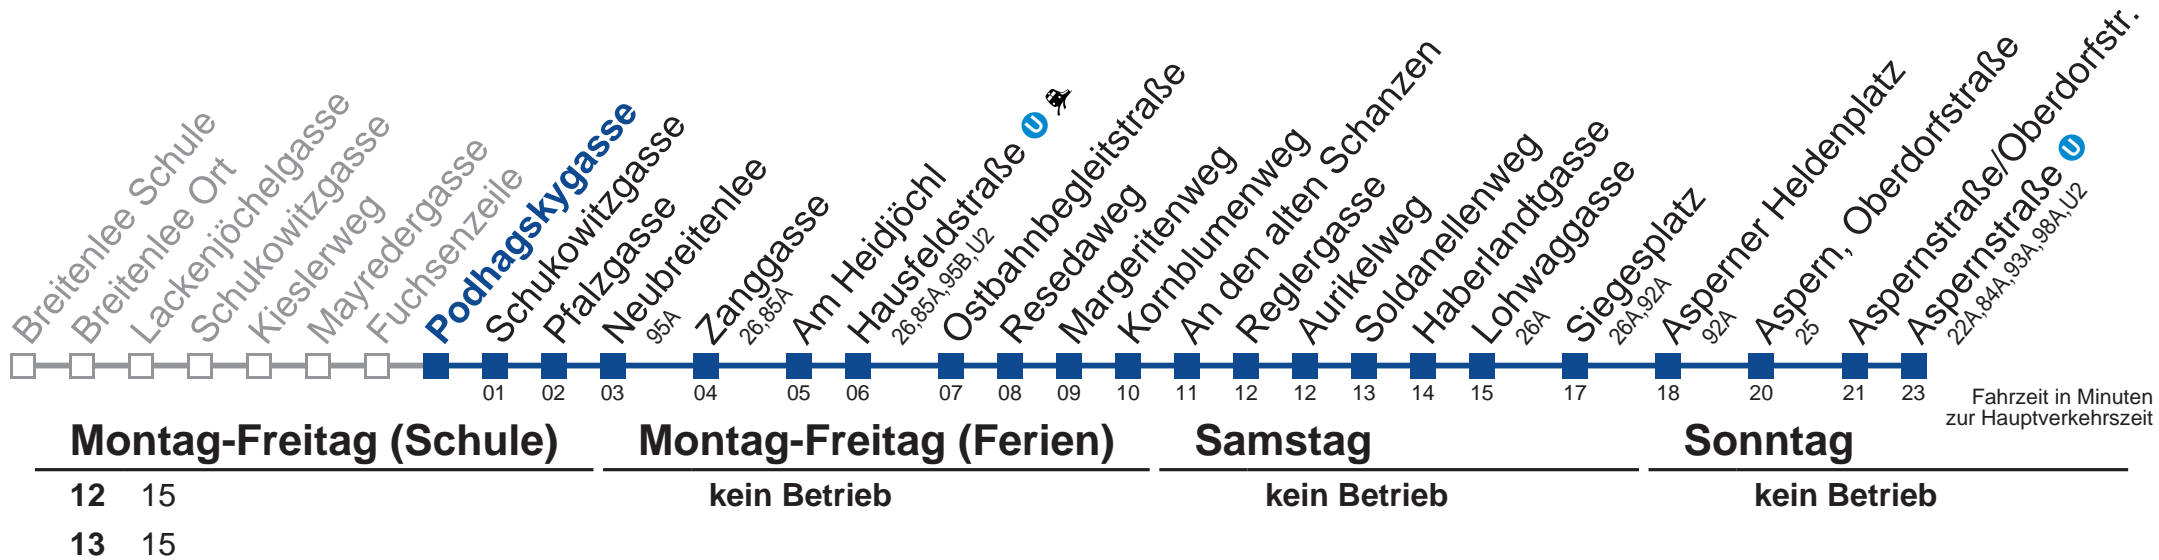 Breitenlee Schule
Breitenlee Ort
Lackenjöchelgasse
Schukowitzgasse
Kieslerweg
Mayredergasse
Fuchsenzeile
Podhagskygasse
Schukowitzgasse
Pfalzgasse
Neubreitenlee
95A
Zanggasse
26,85A
Am Heidjöchl
Hausfeldstraße U
26,85A,95B,U2
Ostbahnbegleitstraße
Resedaweg
Margeritenweg
Kornblumenweg
An den alten Schanzen
Reglergasse
Aurikelweg
Soldanellenweg
Haberlandtgasse
Lohwaggasse
26A
Siegesplatz
26A,92A
Asperner Heldenplatz
92A
Aspern, Oberdorfstraße
25
Aspernstraße/Oberdorfstr.
Aspernstraße U
22A,84A,93A,98A,U2
01 02 03 04 05 06 07 08 09 10 11 12 12 13 14 15 17 18 20 21 23
Fahrzeit in Minuten
zur Hauptverkehrszeit
Montag-Freitag (Schule) Montag-Freitag (Ferien) Samstag Sonntag
12 15 kein Betrieb kein Betrieb kein Betrieb
13 15